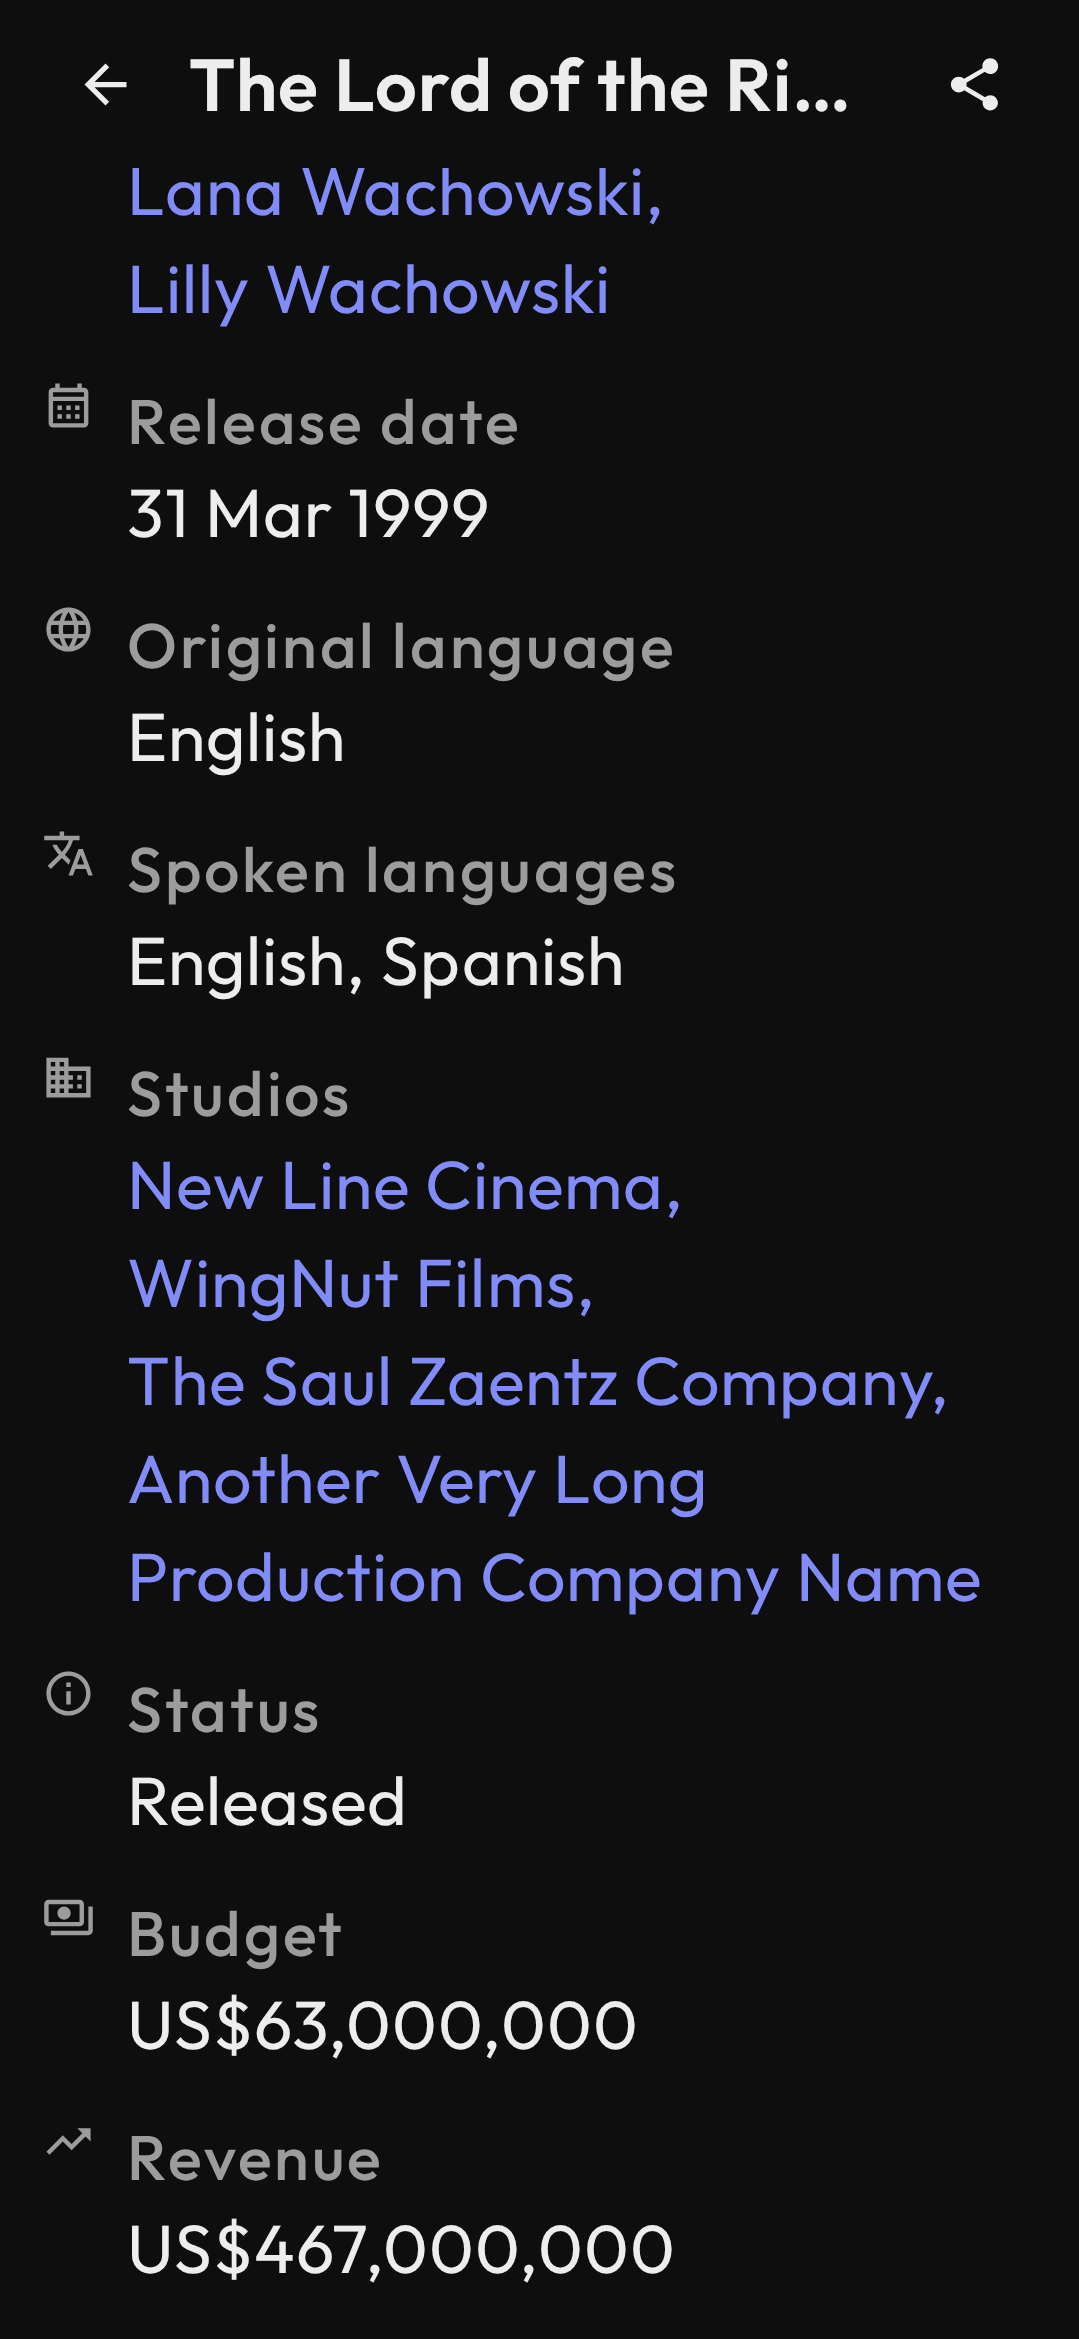 The Lord of the Ri...
Lana Wachowski,
Lilly Wachowski
Release date
31 Mar 1999
Original language
English
Spoken languages
English, Spanish
Studios
New Line Cinema,
WingNut Films,
The Saul Zaentz Company,
Another Very Long
Production Company Name
Status
Released
Budget
US$63,000,000
Revenue
US$467,000,000